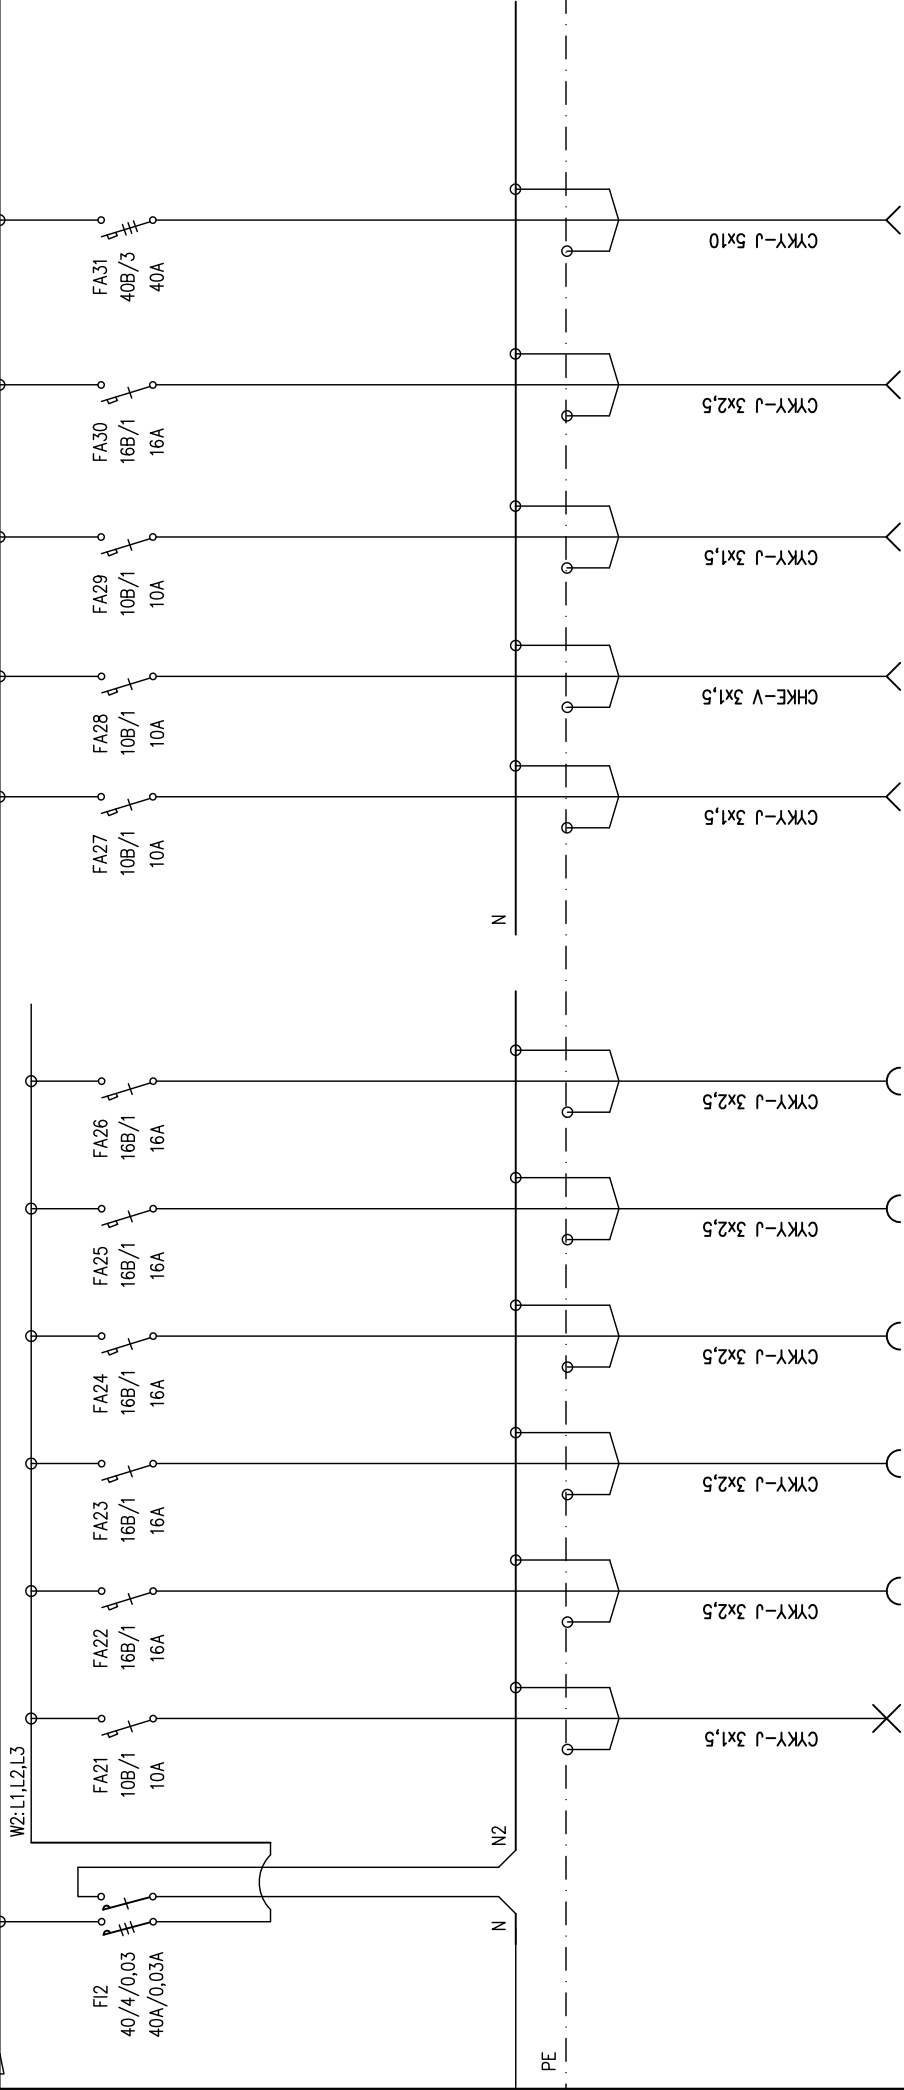 FI2
40/4/0,03
40A/0,03A
W2: L1,L2,L3
FA21
10B/1
10A
FA22
16B/1
16A
FA23
16B/1
16A
FA24
16B/1
16A
FA25
16B/1
16A
FA26
16B/1
16A
FA27
10B/1
10A
FA28
10B/1
10A
FA29
10B/1
10A
FA30
16B/1
16A
FA31
40B/3
40A
N
N2
N
PE
CYKY-J 3x1,5
CYKY-J 3x2,5
CYKY-J 3x2,5
CYKY-J 3x2,5
CYKY-J 3x2,5
CYKY-J 3x2,5
CYKY-J 3x1,5
CHKE-V 3x1,5
CYKY-J 3x1,5
CYKY-J 3x2,5
CYKY-J 5x10